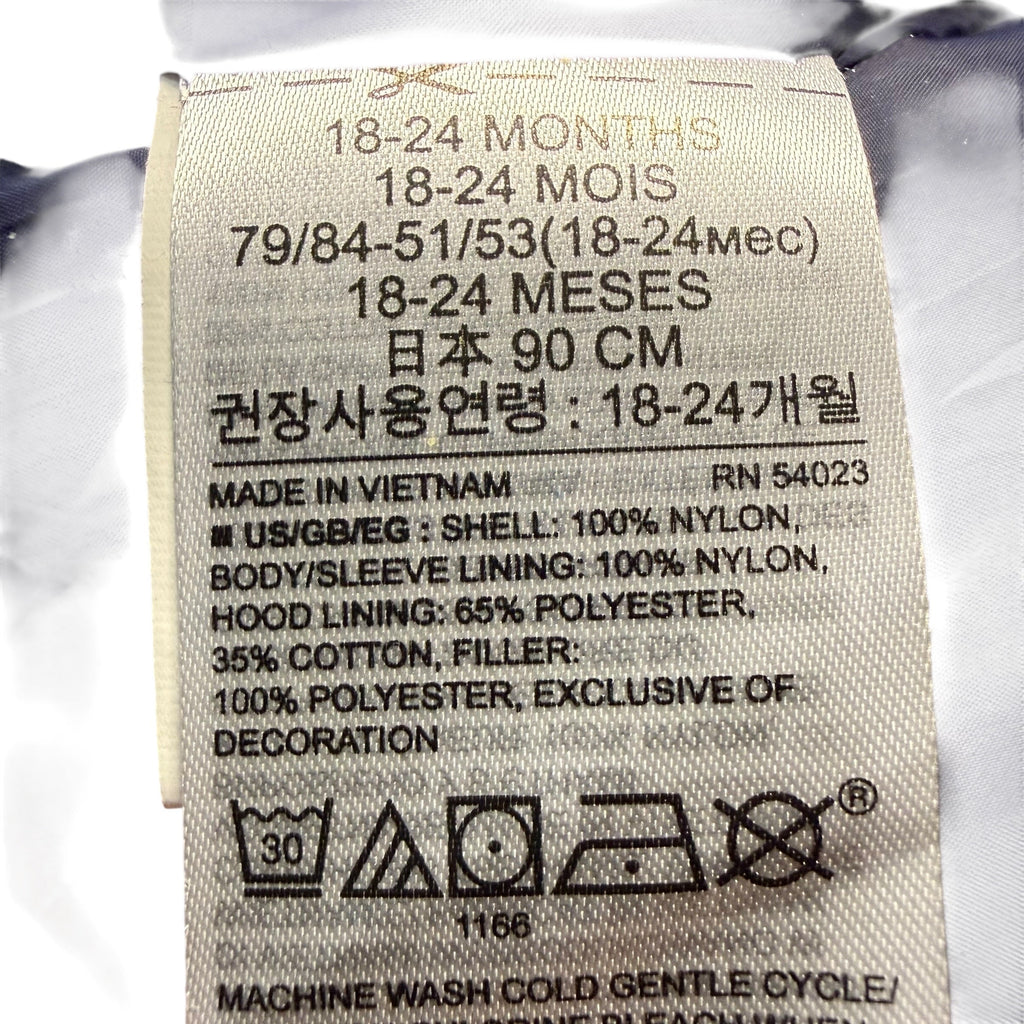 18-24 MONTHS
18-24 MOIS
79/84-51/53(18-24мес)
18-24 MESES
日本 90 CM
권장사용연령 : 18-24개월
MADE IN VIETNAM RN 54023
US/GB/EG : SHELL: 100% NYLON,
BODY/SLEEVE LINING: 100% NYLON,
HOOD LINING: 65% POLYESTER,
35% COTTON, FILLER:
100% POLYESTER, EXCLUSIVE OF
DECORATION
30
®
1166
MACHINE WASH COLD GENTLE CYCLE/
CHLORINE BLEACH WHEN